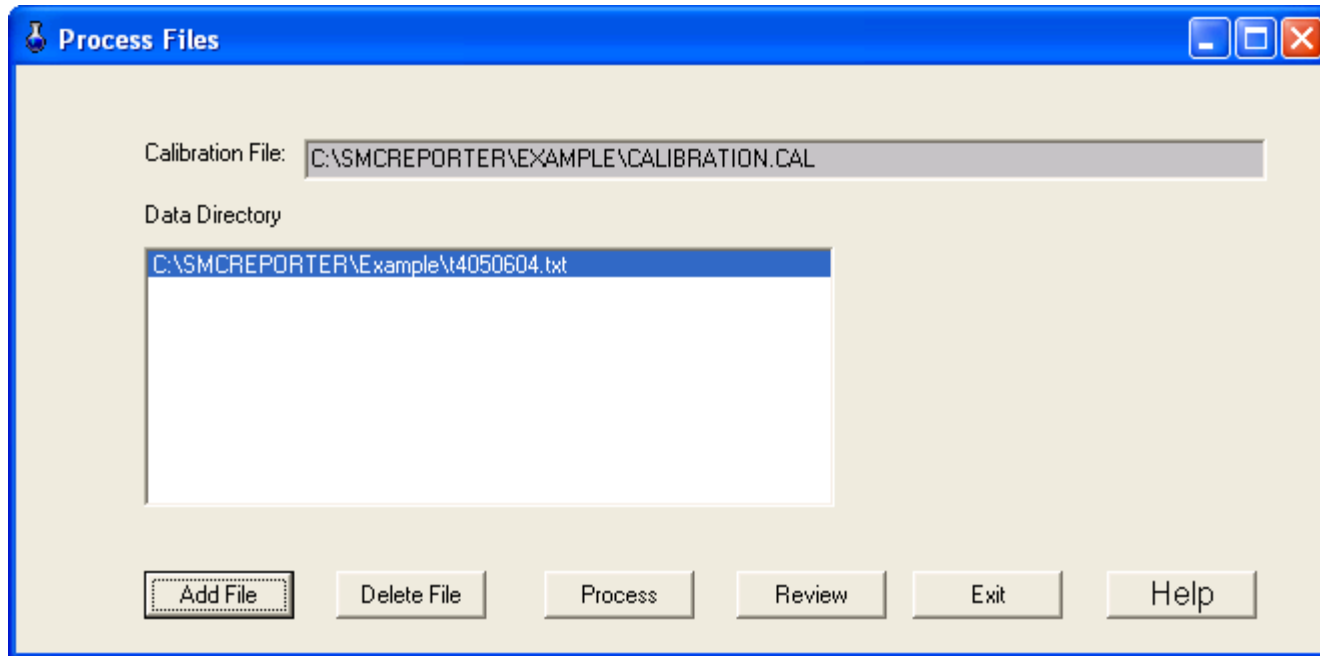 Process Files
Calibration File: C:\SMCREPORTER\EXAMPLE\CALIBRATION.CAL
Data Directory
C:\SMCREPORTER\Example\t4050604.txt
Add File Delete File Process Review Exit Help